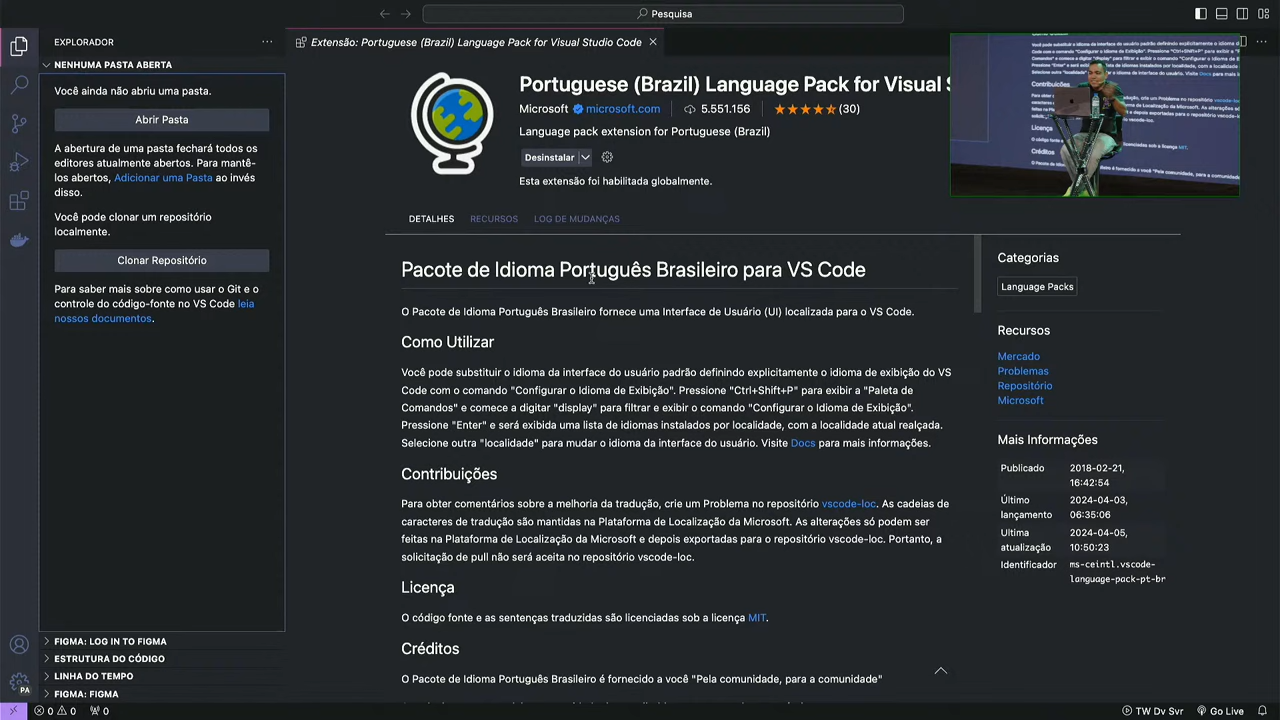 Pesquisa
EXPLORADOR
NENHUMA PASTA ABERTA
Você ainda não abriu uma pasta.
Abrir Pasta
A abertura de uma pasta fechará todos os
editores atualmente abertos. Para mantê-
los abertos, Adicionar uma Pasta ao invés
disso.
Você pode clonar um repositório
localmente.
Clonar Repositório
Para saber mais sobre como usar o Git e o
controle do código-fonte no VS Code leia
nossos documentos.
FIGMA: LOG IN TO FIGMA
ESTRUTURA DO CÓDIGO
LINHA DO TEMPO
FIGMA: FIGMA
PA
Extensão: Portuguese (Brazil) Language Pack for Visual Studio Code
Portuguese (Brazil) Language Pack for Visual S
Microsoft microsoft.com 5.551.156 (30)
Language pack extension for Portuguese (Brazil)
Desinstalar
Esta extensão foi habilitada globalmente.
DETALHES RECURSOS LOG DE MUDANÇAS
Pacote de Idioma Português Brasileiro para VS Code
O Pacote de Idioma Português Brasileiro fornece uma Interface de Usuário (UI) localizada para o VS Code.
Como Utilizar
Você pode substituir o idioma da interface do usuário padrão definindo explicitamente o idioma de exibição do VS
Code com o comando "Configurar o Idioma de Exibição". Pressione "Ctrl+Shift+P" para exibir a "Paleta de
Comandos" e comece a digitar "display" para filtrar e exibir o comando "Configurar o Idioma de Exibição".
Pressione "Enter" e será exibida uma lista de idiomas instalados por localidade, com a localidade atual realçada.
Selecione outra "localidade" para mudar o idioma da interface do usuário. Visite Docs para mais informações.
Contribuições
Para obter comentários sobre a melhoria da tradução, crie um Problema no repositório vscode-loc. As cadeias de
caracteres de tradução são mantidas na Plataforma de Localização da Microsoft. As alterações só podem ser
feitas na Plataforma de Localização da Microsoft e depois exportadas para o repositório vscode-loc. Portanto, a
solicitação de pull não será aceita no repositório vscode-loc.
Licença
O código fonte e as sentenças traduzidas são licenciadas sob a licença MIT.
Créditos
O Pacote de Idioma Português Brasileiro é fornecido a você "Pela comunidade, para a comunidade"
Categorias
Language Packs
Recursos
Mercado
Problemas
Repositório
Microsoft
Mais Informações
Publicado 2018-02-21,
16:42:54
Último 2024-04-03,
lançamento 06:35:06
Ultima 2024-04-05,
atualização 10:50:23
Identificador ms-ceintl.vscode-
language-pack-pt-br
Contribuições
Licença
Créditos
0 0 0
TW Dv Svr Go Live